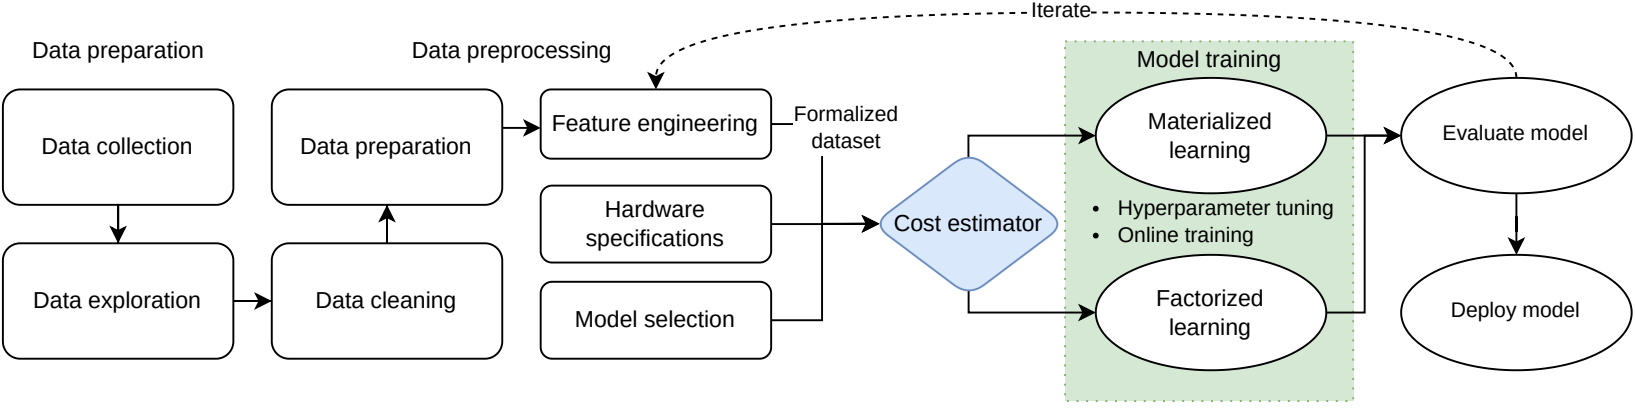 Iterate
Data preparation
Data preprocessing
Data collection
Data exploration
Data preparation
Data cleaning
Feature engineering
Formalized
dataset
Hardware
specifications
Model selection
Cost estimator
Model training
Materialized
learning
• Hyperparameter tuning
• Online training
Factorized
learning
Evaluate model
Deploy model